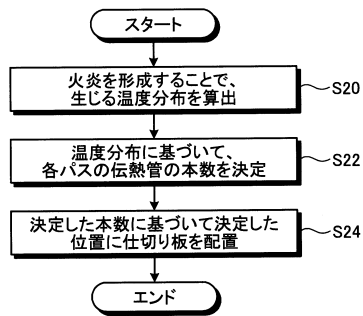 スタート
火炎を形成することで、
生じる温度分布を算出
S20
温度分布に基づいて、
各パスの伝熱管の本数を決定
S22
決定した本数に基づいて決定した
位置に仕切り板を配置
S24
エンド